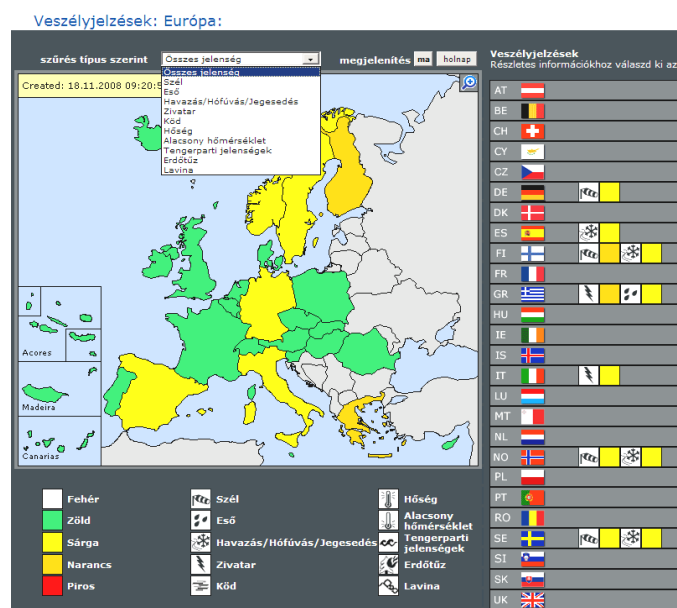 Veszélyjelzések: Európa:
szűrés típus szerint
Összes jelenség
megjelenítés
ma
holnap
Összes jelenség
Szél
Eső
Havazás/Hófúvás/Jegesedés
Zivatar
Köd
Hőség
Alacsony hőmérséklet
Tengerparti jelenségek
Erdőtűz
Lavina
Created: 18.11.2008 09:20:5
Acores
Madeira
Canarias
Fehér
Zöld
Sárga
Narancs
Piros
Szél
Eső
Havazás/Hófúvás/Jegesedés
Zivatar
Köd
Hőség
Alacsony
hőmérséklet
Tengerparti
jelenségek
Erdőtűz
Lavina
Veszélyjelzések
Részletes információkhoz válaszd ki az
AT
BE
CH
CY
CZ
DE
DK
ES
FI
FR
GR
HU
IE
IS
IT
LU
MT
NL
NO
PL
PT
RO
SE
SI
SK
UK